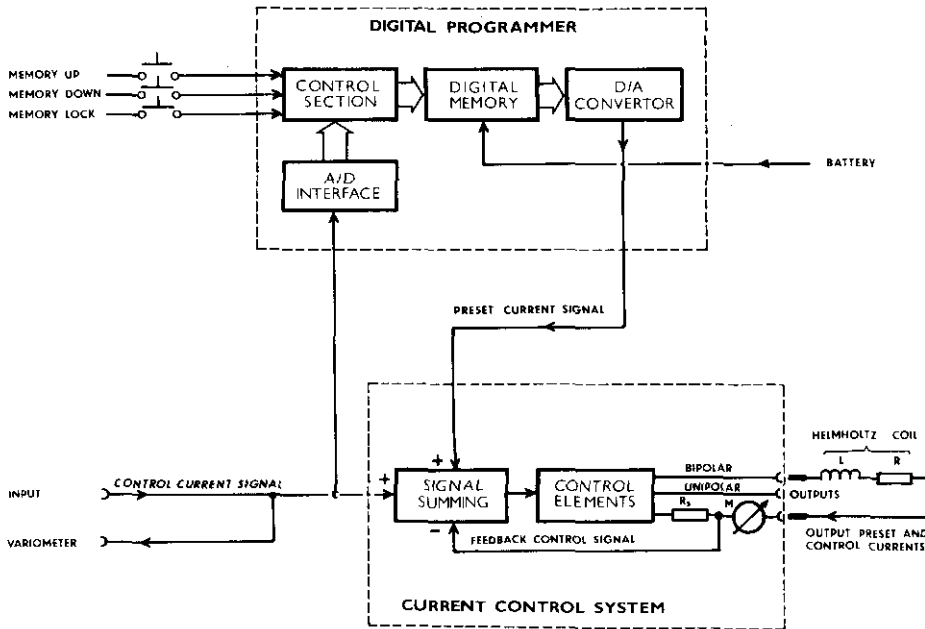 DIGITAL PROGRAMMER
MEMORY UP
MEMORY DOWN
MEMORY LOCK
CONTROL
SECTION
DIGITAL
MEMORY
D/A
CONVERTOR
A/D
INTERFACE
BATTERY
PRESET CURRENT SIGNAL
HELMHOLTZ COIL
L
R
INPUT
CONTROL CURRENT SIGNAL
+
+
SIGNAL
SUMMING
−
CONTROL
ELEMENTS
BIPOLAR
UNIPOLAR
OUTPUTS
Rs
M
VARIOMETER
FEEDBACK CONTROL SIGNAL
OUTPUT PRESET AND
CONTROL CURRENTS
CURRENT CONTROL SYSTEM